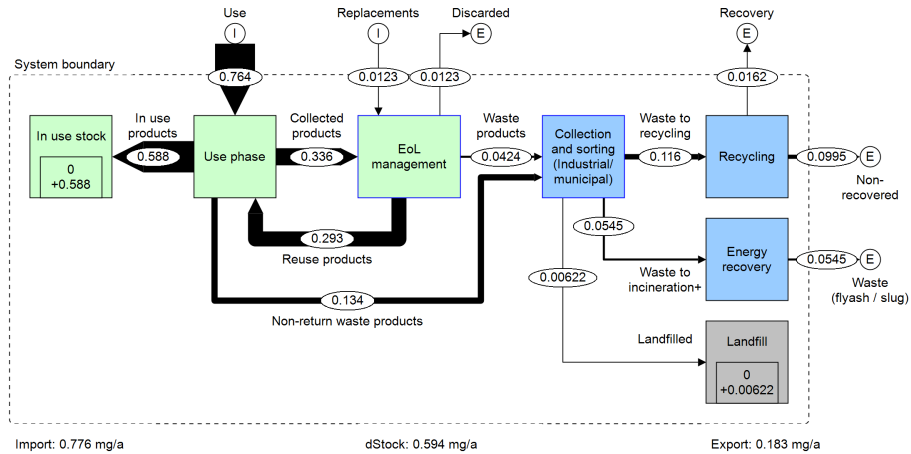 Use
Replacements
Discarded
Recovery
I
I
E
E
System boundary
0.764
0.0123
0.0123
0.0162
In use stock
0
+0.588
In use
products
0.588
Use phase
Collected
products
0.336
EoL
management
Waste
products
0.0424
Collection
and sorting
(Industrial/
municipal)
Waste to
recycling
0.116
Recycling
0.0995
E
Non-
recovered
0.293
Reuse products
0.0545
Energy
recovery
0.0545
E
Waste to
incineration+
Waste
(flyash / slug)
0.00622
0.134
Non-return waste products
Landfilled
Landfill
0
+0.00622
Import: 0.776 mg/a
dStock: 0.594 mg/a
Export: 0.183 mg/a